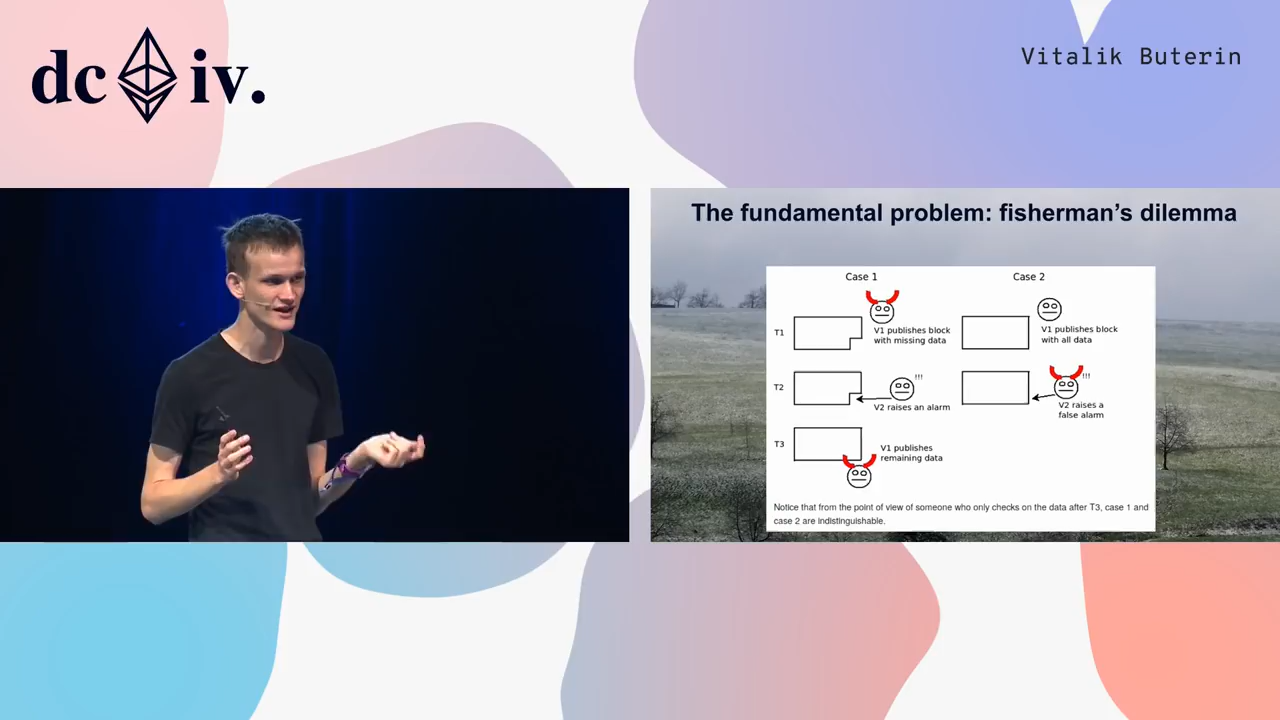 dc iv.
Vitalik Buterin
The fundamental problem: fisherman's dilemma
Case 1
Case 2
T1
V1 publishes block
with missing data
V1 publishes block
with all data
T2
!!!
V2 raises an alarm
!!!
V2 raises a
false alarm
T3
V1 publishes
remaining data
Notice that from the point of view of someone who only checks on the data after T3, case 1 and
case 2 are indistinguishable.